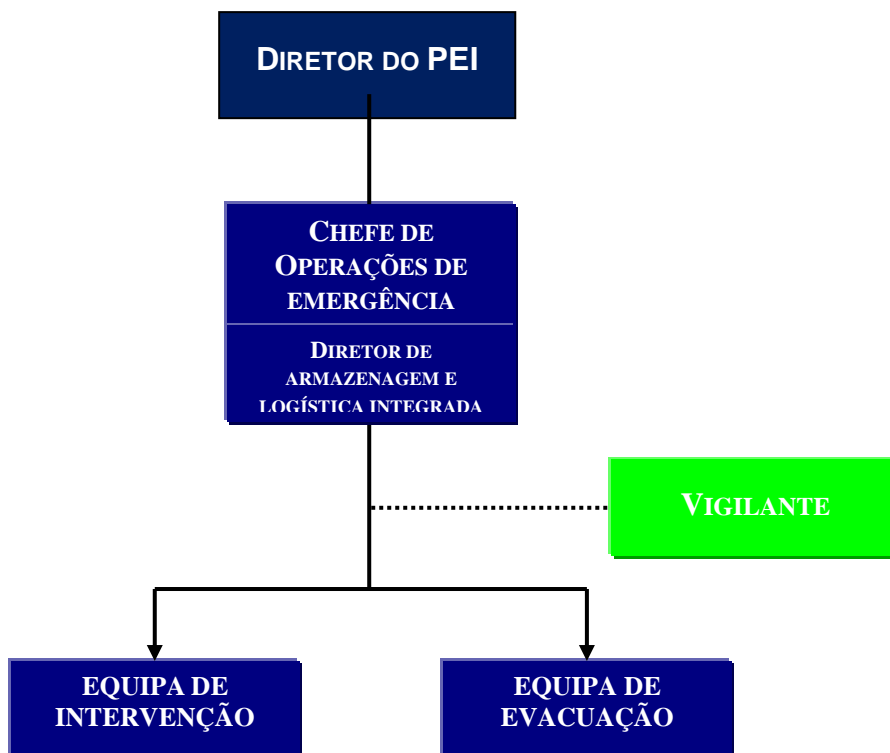 DIRETOR DO PEI
CHEFE DE
OPERAÇÕES DE
EMERGÊNCIA
DIRETOR DE
ARMAZENAGEM E
LOGÍSTICA INTEGRADA
VIGILANTE
EQUIPA DE
INTERVENÇÃO
EQUIPA DE
EVACUAÇÃO